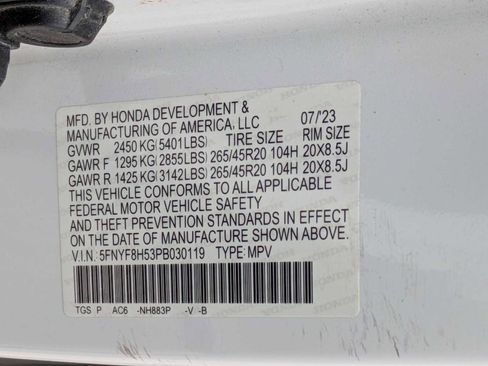 MFD. BY HONDA DEVELOPMENT &
MANUFACTURING OF AMERICA, LLC 07/'23
GVWR 2450 KG(5401LBS) TIRE SIZE RIM SIZE
GAWR F 1295 KG(2855LBS) 265/45R20 104H 20X8.5J
GAWR R 1425 KG(3142LBS) 265/45R20 104H 20X8.5J
THIS VEHICLE CONFORMS TO ALL APPLICABLE
FEDERAL MOTOR VEHICLE SAFETY
AND THEFT PREVENTION STANDARDS IN EFFECT
ON THE DATE OF MANUFACTURE SHOWN ABOVE.
V.I.N.: 5FNYF8H53PB030119 TYPE: MPV
TGS P AC6 -NH883P -V -B